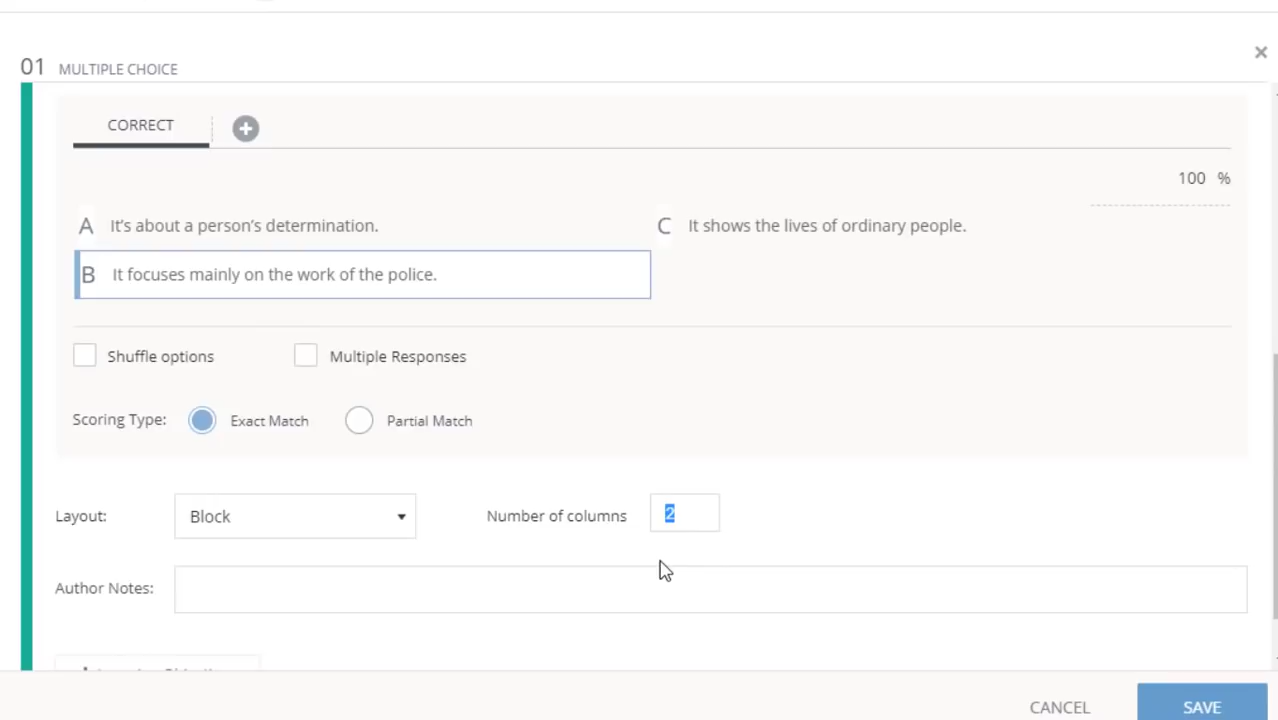 01 MULTIPLE CHOICE
×
CORRECT
100 %
A It's about a person's determination.
C It shows the lives of ordinary people.
B It focuses mainly on the work of the police.
Shuffle options Multiple Responses
Scoring Type: Exact Match Partial Match
Layout: Block Number of columns 2
Author Notes:
CANCEL SAVE